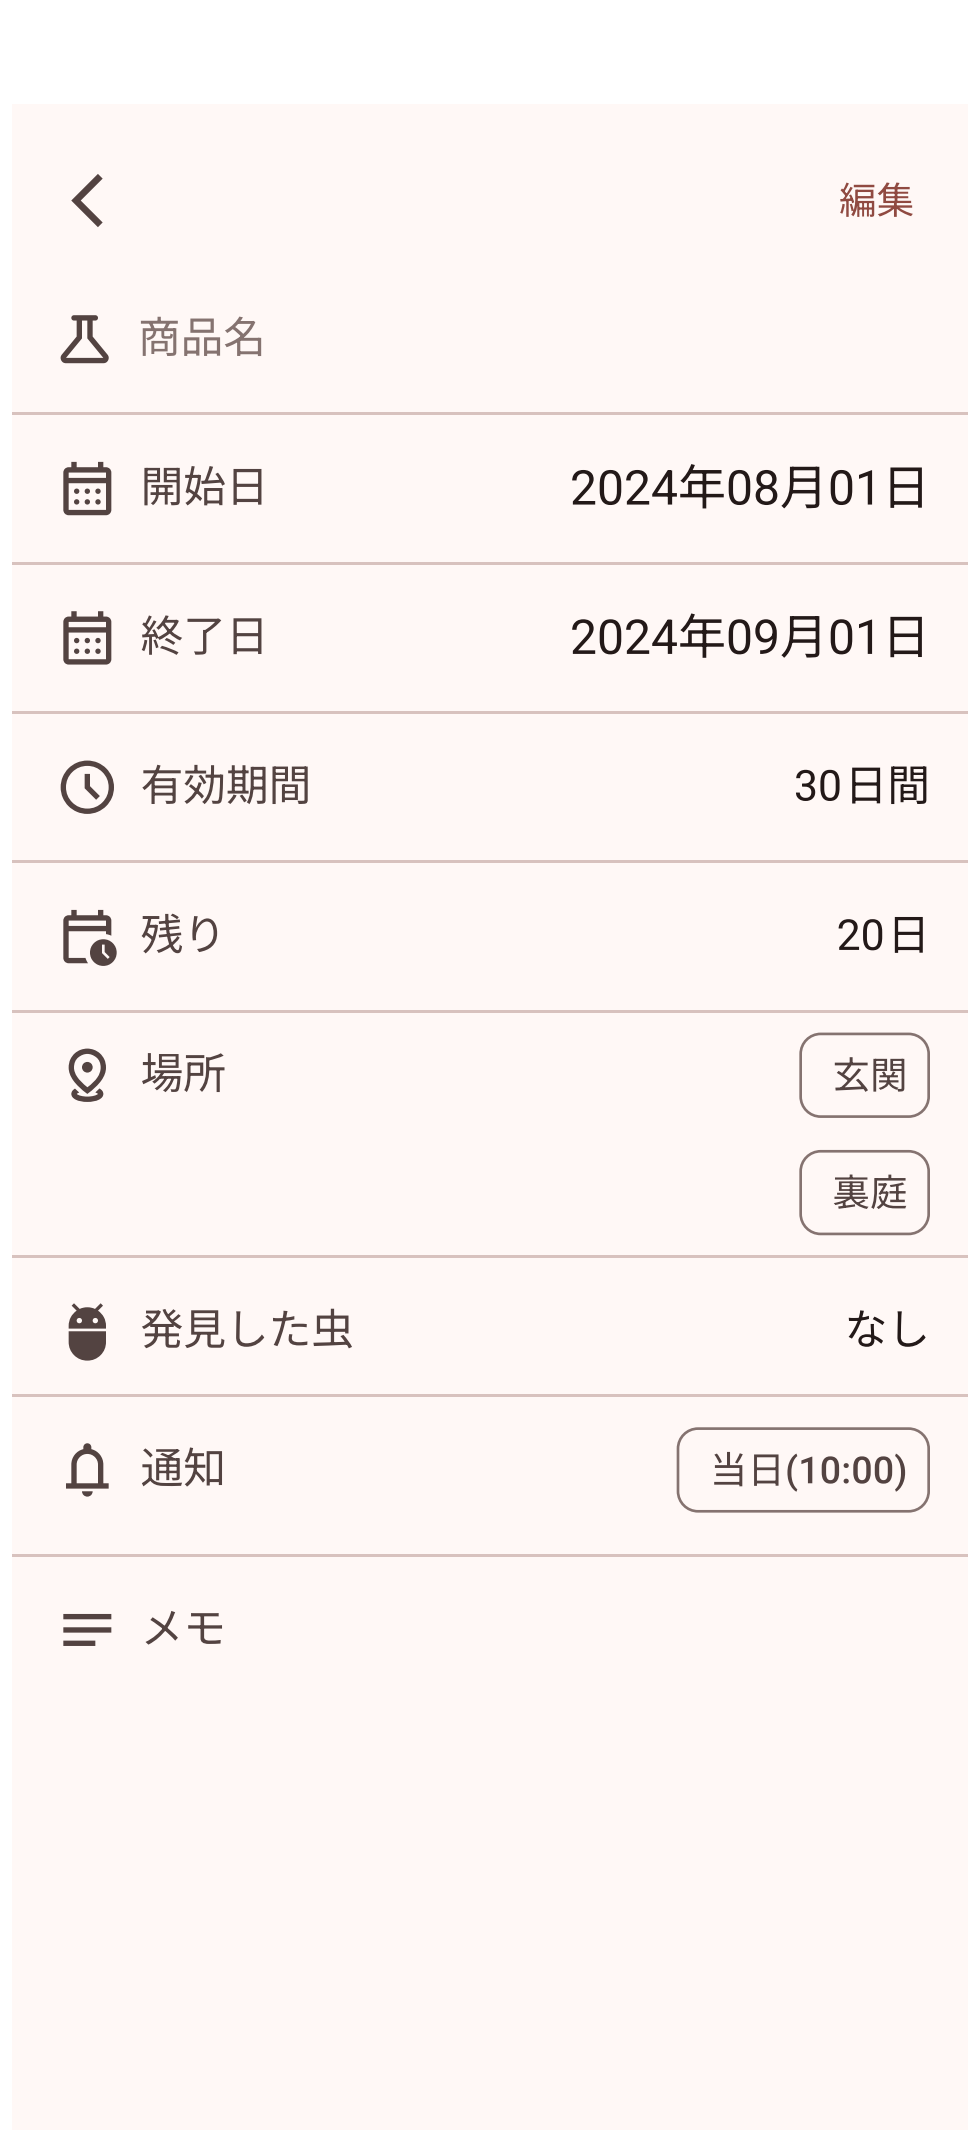 編集
商品名
開始日 2024年08月01日
終了日 2024年09月01日
有効期間 30日間
残り 20日
場所 玄関
裏庭
発見した虫 なし
通知 当日(10:00)
メモ